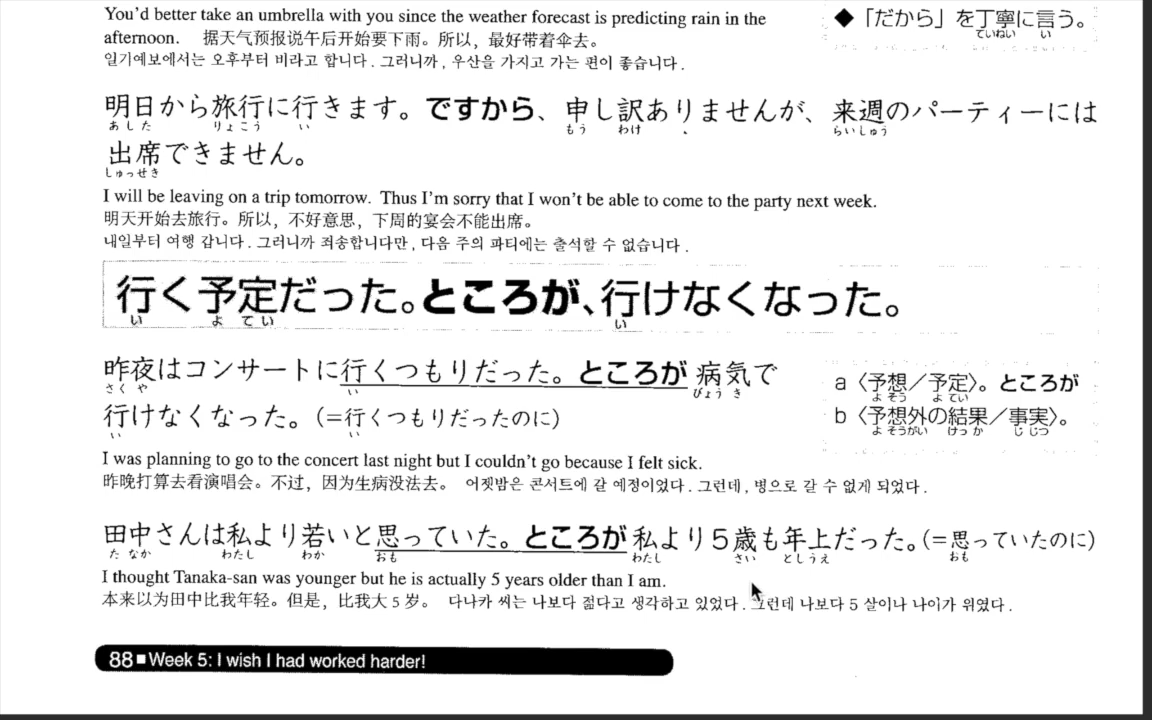 You'd better take an umbrella with you since the weather forecast is predicting rain in the
afternoon. 据天气预报说午后开始要下雨。所以，最好带着伞去。
일기예보에서는 오후부터 비라고 합니다. 그러니까, 우산을 가지고 가는 편이 좋습니다.
◆「だから」を丁寧に言う。
ていねい い
明日から旅行に行きます。ですから、申し訳ありませんが、来週のパーティーには
あした りょこう い もう わけ らいしゅう
出席できません。
しゅっせき
I will be leaving on a trip tomorrow. Thus I'm sorry that I won't be able to come to the party next week.
明天开始去旅行。所以，不好意思，下周的宴会不能出席。
내일부터 여행 갑니다. 그러니까 죄송합니다만, 다음 주의 파티에는 출석할 수 없습니다.
行く予定だった。ところが、行けなくなった。
い よ てい い
昨夜はコンサートに行くつもりだった。ところが病気で
さく や い びょう き
行けなくなった。(=行くつもりだったのに)
い い
a〈予想／予定〉。ところが
よ そう よ てい
b〈予想外の結果／事実〉。
よ そうがい けっ か じ じつ
I was planning to go to the concert last night but I couldn't go because I felt sick.
昨晚打算去看演唱会。不过，因为生病没法去。 어젯밤은 콘서트에 갈 예정이었다. 그런데, 병으로 갈 수 없게 되었다.
田中さんは私より若いと思っていた。ところが私より５歳も年上だった。(=思っていたのに)
た なか わたし わか おも わたし さい としうえ おも
I thought Tanaka-san was younger but he is actually 5 years older than I am.
本来以为田中比我年轻。但是，比我大５岁。 다나카 씨는 나보다 젊다고 생각하고 있었다. 그런데 나보다 5 살이나 나이가 위였다.
88■Week 5: I wish I had worked harder!